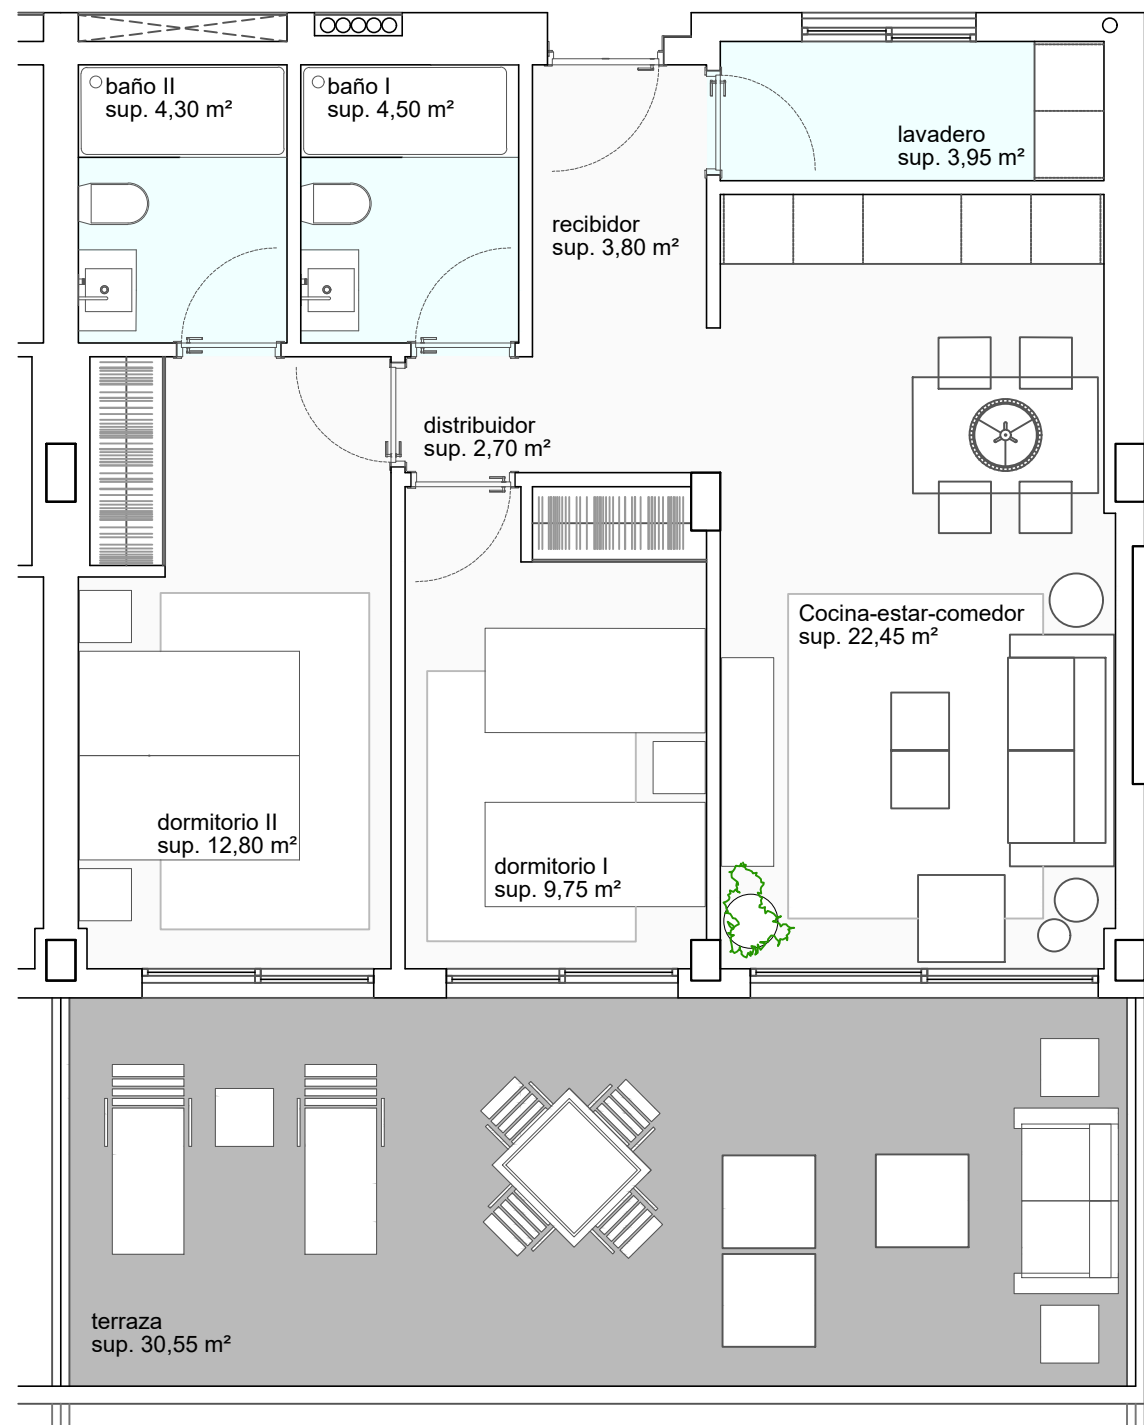 baño II
sup. 4,30 m²
baño I
sup. 4,50 m²
lavadero
sup. 3,95 m²
recibidor
sup. 3,80 m²
distribuidor
sup. 2,70 m²
Cocina-estar-comedor
sup. 22,45 m²
dormitorio II
sup. 12,80 m²
dormitorio I
sup. 9,75 m²
terraza
sup. 30,55 m²